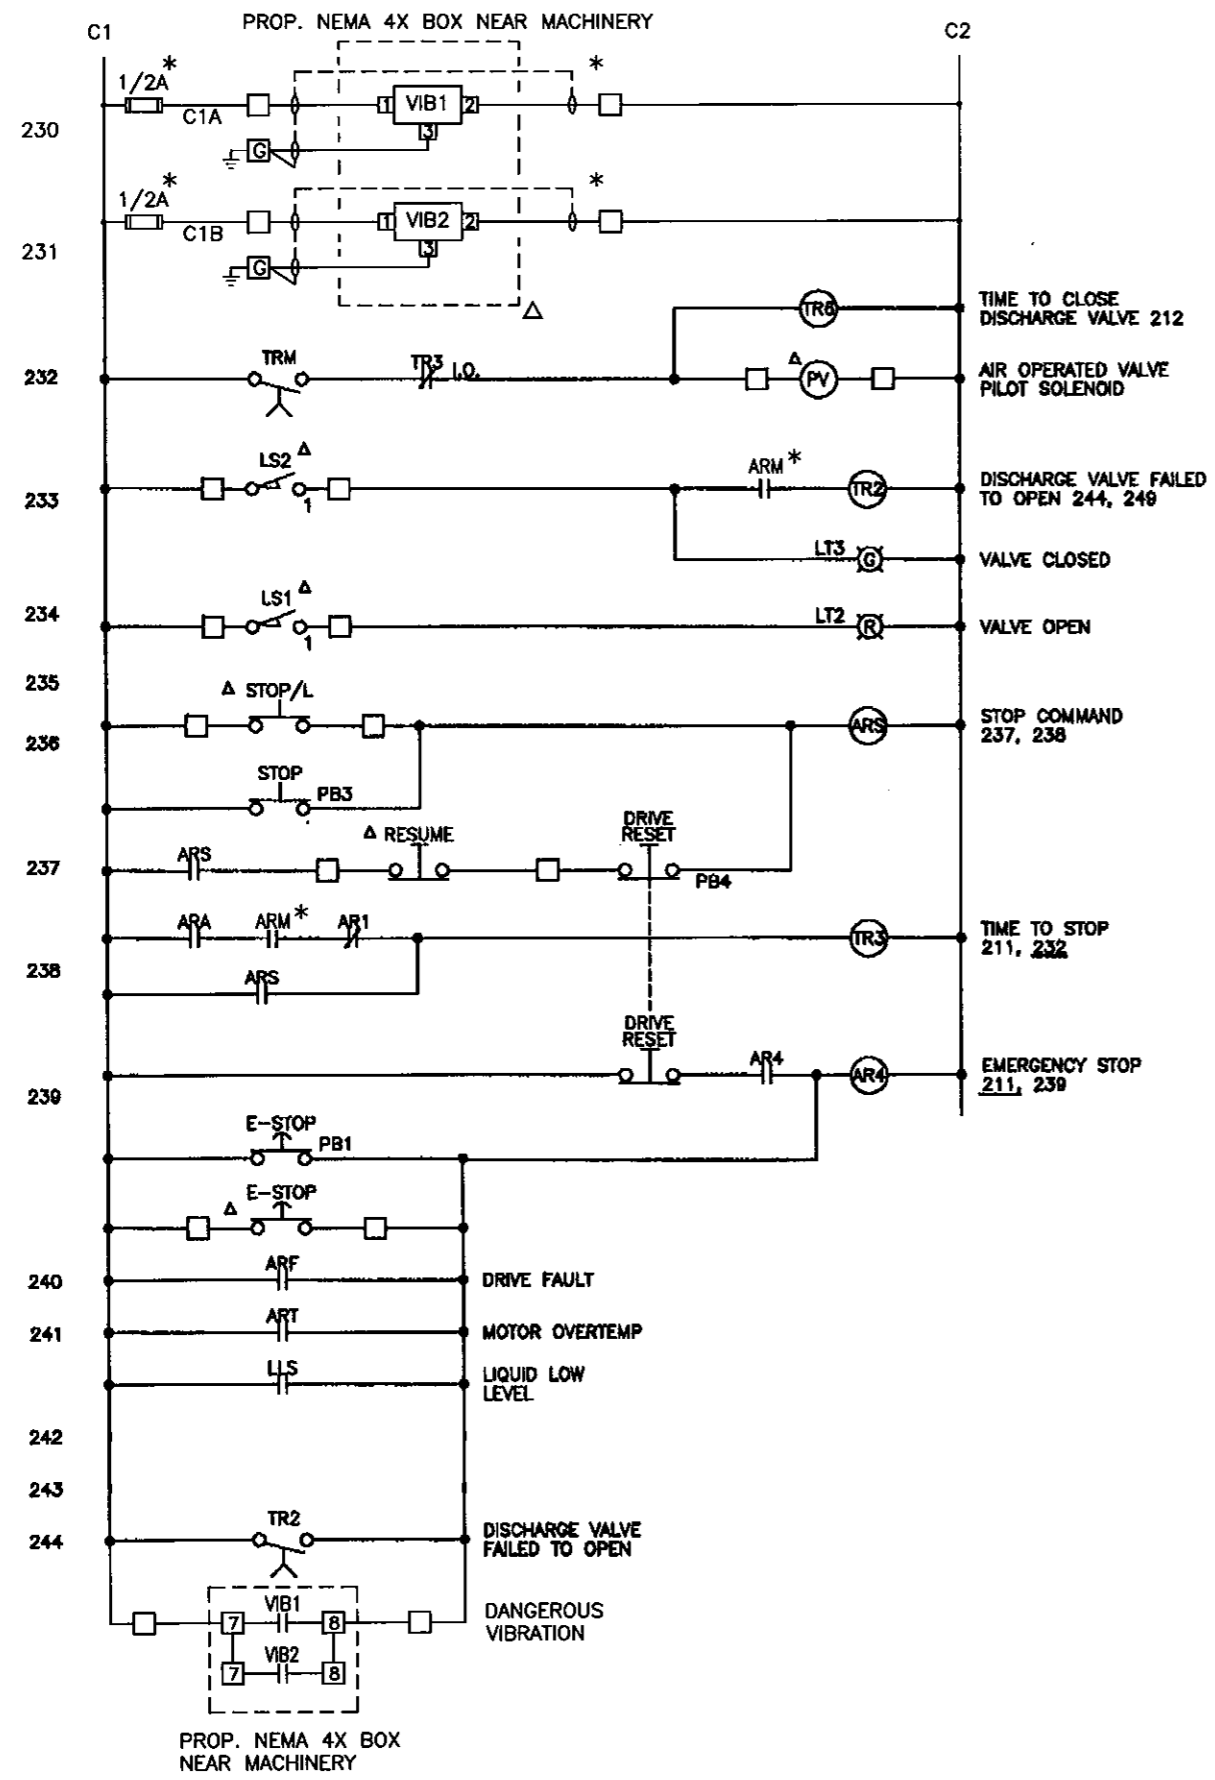 PROP. NEMA 4X BOX NEAR MACHINERY
C1
C2
1/2A*
*
C1A
1
VIB1
2
3
230
G
1/2A*
*
C1B
1
VIB2
2
3
231
G
Δ
TR5
TIME TO CLOSE
DISCHARGE VALVE 212
232
TRM
TR3
I.O.
Δ
PV
AIR OPERATED VALVE
PILOT SOLENOID
233
LS2
Δ
1
ARM*
TR2
DISCHARGE VALVE FAILED
TO OPEN 244, 249
LT3
G
VALVE CLOSED
234
LS1
Δ
1
LT2
R
VALVE OPEN
235
Δ STOP/L
236
ARS
STOP COMMAND
237, 238
STOP
PB3
237
ARS
Δ RESUME
DRIVE
RESET
PB4
ARA
ARM*
AR1
TR3
TIME TO STOP
211, 232
238
ARS
DRIVE
RESET
239
AR4
AR4
EMERGENCY STOP
211, 239
E-STOP
PB1
Δ
E-STOP
240
ARF
DRIVE FAULT
241
ART
MOTOR OVERTEMP
LLS
LIQUID LOW
LEVEL
242
243
244
TR2
DISCHARGE VALVE
FAILED TO OPEN
7
VIB1
8
DANGEROUS
VIBRATION
7
VIB2
8
PROP. NEMA 4X BOX
NEAR MACHINERY